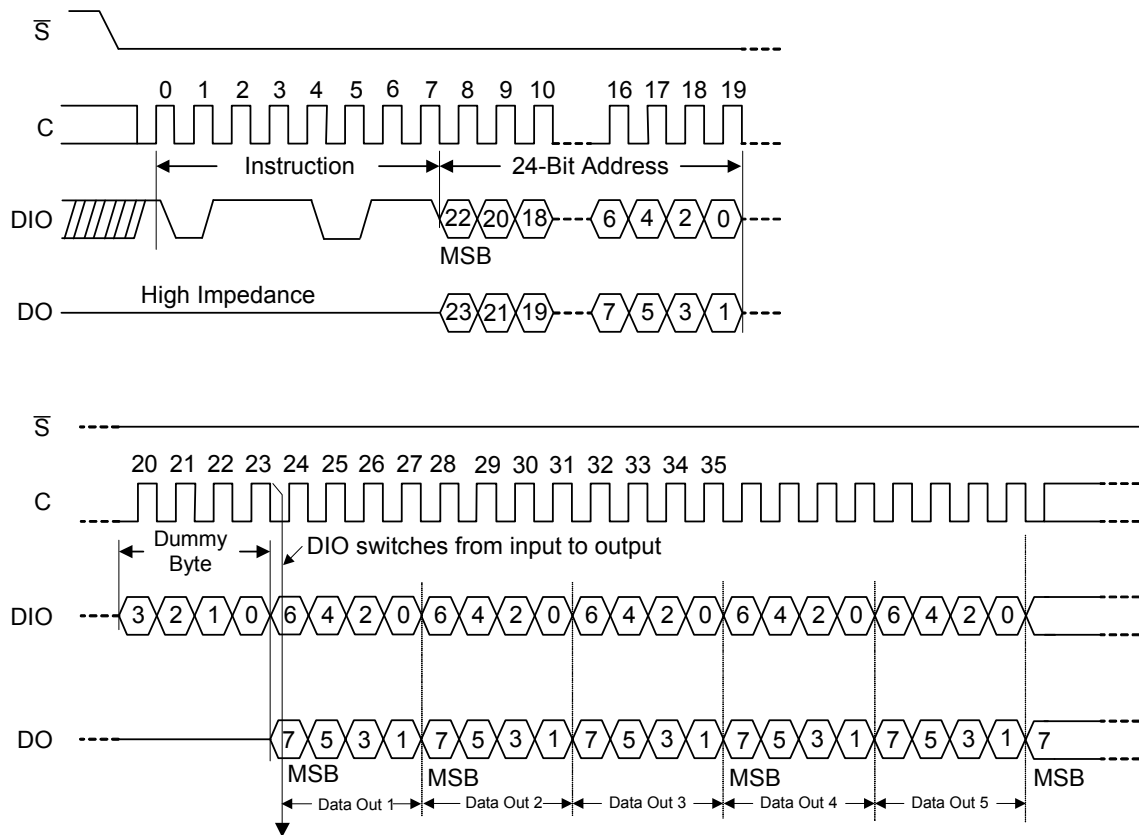 S
0 1 2 3 4 5 6 7 8 9 10 16 17 18 19
C
Instruction 24-Bit Address
DIO 22 20 18 6 4 2 0
MSB
High Impedance
DO 23 21 19 7 5 3 1
S
20 21 22 23 24 25 26 27 28 29 30 31 32 33 34 35
C
Dummy
Byte
DIO switches from input to output
DIO 3 2 1 0 6 4 2 0 6 4 2 0 6 4 2 0 6 4 2 0 6 4 2 0
DO 7 5 3 1 7 5 3 1 7 5 3 1 7 5 3 1 7 5 3 1 7
MSB MSB MSB MSB
Data Out 1 Data Out 2 Data Out 3 Data Out 4 Data Out 5